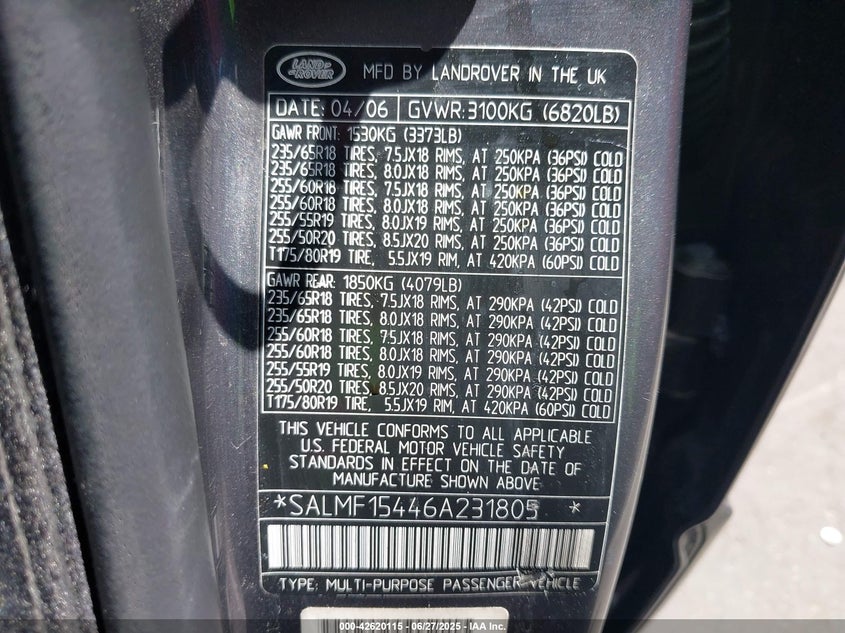 LAND ROVER
MFD BY LANDROVER IN THE UK
DATE: 04/06 GVWR:3100KG (6820LB)
GAWR FRONT: 1530KG (3373LB)
235/65R18 TIRES, 7.5JX18 RIMS, AT 250KPA (36PSI) COLD
235/65R18 TIRES, 8.0JX18 RIMS, AT 250KPA (36PSI) COLD
255/60R18 TIRES, 7.5JX18 RIMS, AT 250KPA (36PSI) COLD
255/60R18 TIRES, 8.0JX18 RIMS, AT 250KPA (36PSI) COLD
255/55R19 TIRES, 8.0JX19 RIMS, AT 250KPA (36PSI) COLD
255/50R20 TIRES, 8.5JX20 RIMS, AT 250KPA (36PSI) COLD
T175/80R19 TIRE, 5.5JX19 RIM, AT 420KPA (60PSI) COLD
GAWR REAR: 1850KG (4079LB)
235/65R18 TIRES, 7.5JX18 RIMS, AT 290KPA (42PSI) COLD
235/65R18 TIRES, 8.0JX18 RIMS, AT 290KPA (42PSI) COLD
255/60R18 TIRES, 7.5JX18 RIMS, AT 290KPA (42PSI) COLD
255/60R18 TIRES, 8.0JX18 RIMS, AT 290KPA (42PSI) COLD
255/55R19 TIRES, 8.0JX19 RIMS, AT 290KPA (42PSI) COLD
255/50R20 TIRES, 8.5JX20 RIMS, AT 290KPA (42PSI) COLD
T175/80R19 TIRE, 5.5JX19 RIM, AT 420KPA (60PSI) COLD
THIS VEHICLE CONFORMS TO ALL APPLICABLE
U.S. FEDERAL MOTOR VEHICLE SAFETY
STANDARDS IN EFFECT ON THE DATE OF
MANUFACTURE SHOWN ABOVE
*SALMF15446A231805 *
TYPE: MULTI-PURPOSE PASSENGER VEHICLE
000-42620115 - 06/27/2025 - IAA Inc.